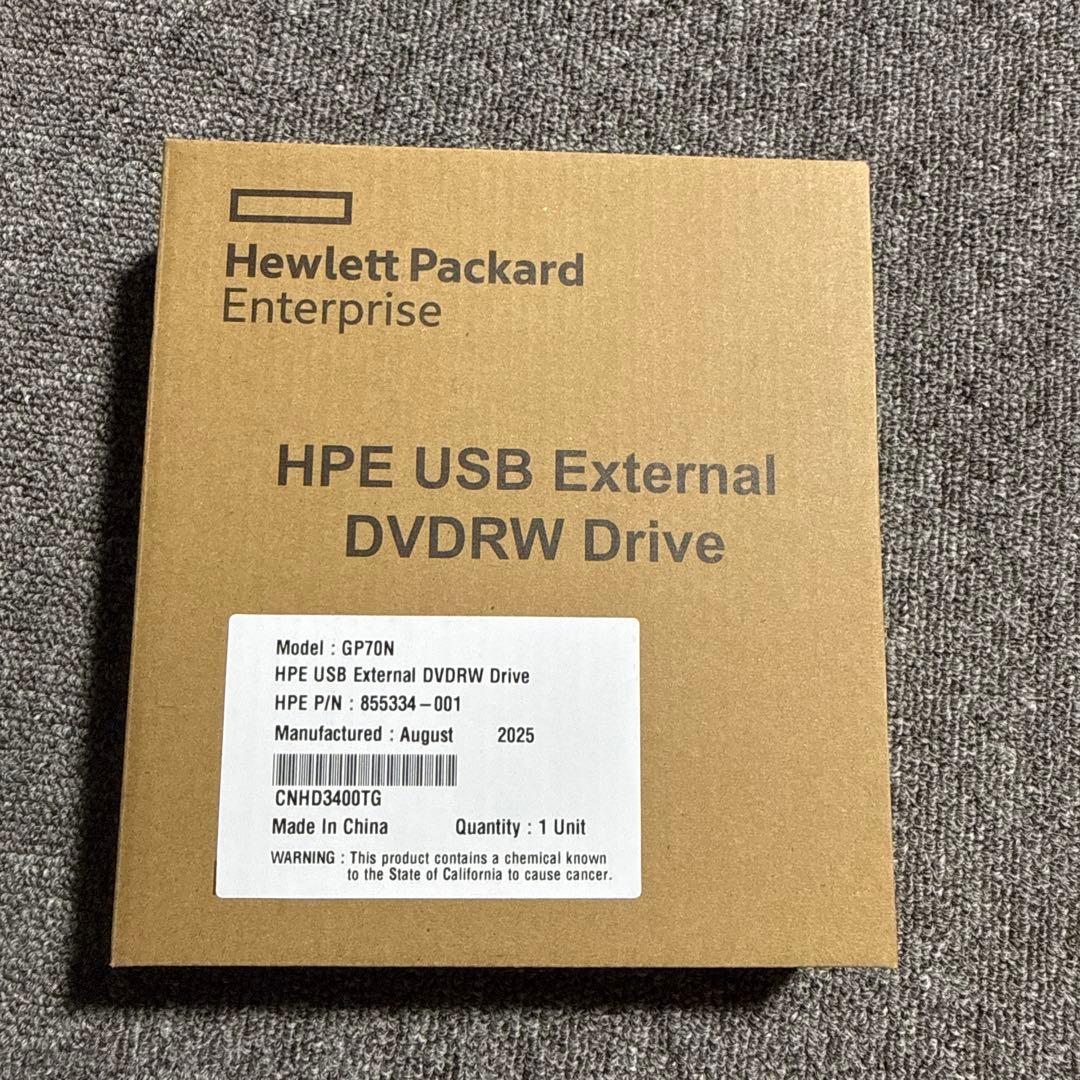 Hewlett Packard
Enterprise
HPE USB External
DVDRW Drive
Model : GP70N
HPE USB External DVDRW Drive
HPE P/N : 855334-001
Manufactured : August 2025
CNHD3400TG
Made In China Quantity : 1 Unit
WARNING : This product contains a chemical known
to the State of California to cause cancer.